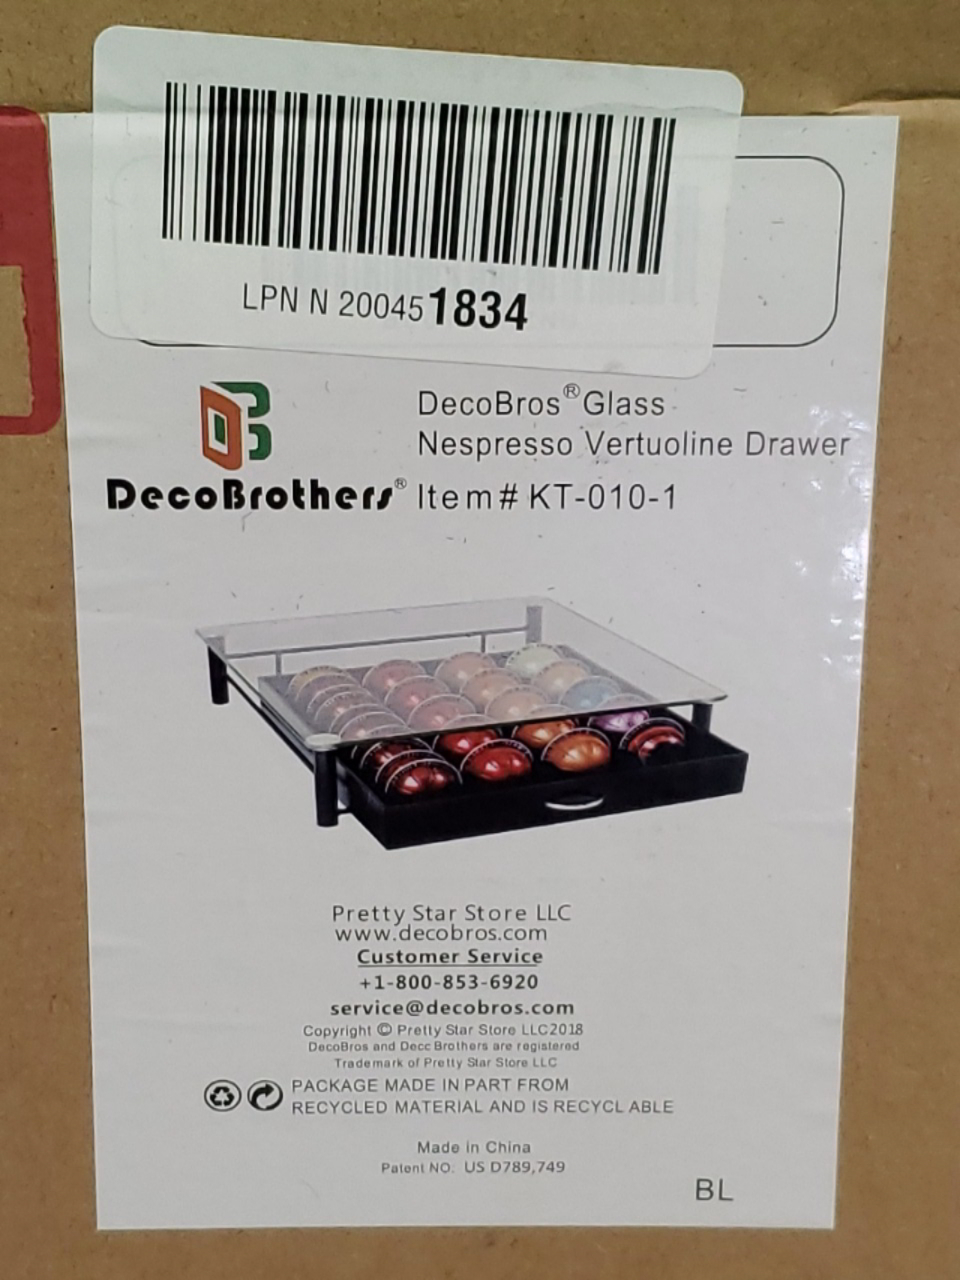 LPN N 200451834
DecoBros® Glass
Nespresso Vertuoline Drawer
DecoBrothers® Item# KT-010-1
Pretty Star Store LLC
www.decobros.com
Customer Service
+1-800-853-6920
service@decobros.com
Copyright © Pretty Star Store LLC2018
DecoBros and Decc Brothers are registered
Trademark of Pretty Star Store LLC
PACKAGE MADE IN PART FROM
RECYCLED MATERIAL AND IS RECYCL ABLE
Made in China
Patent NO. US D789,749
BL